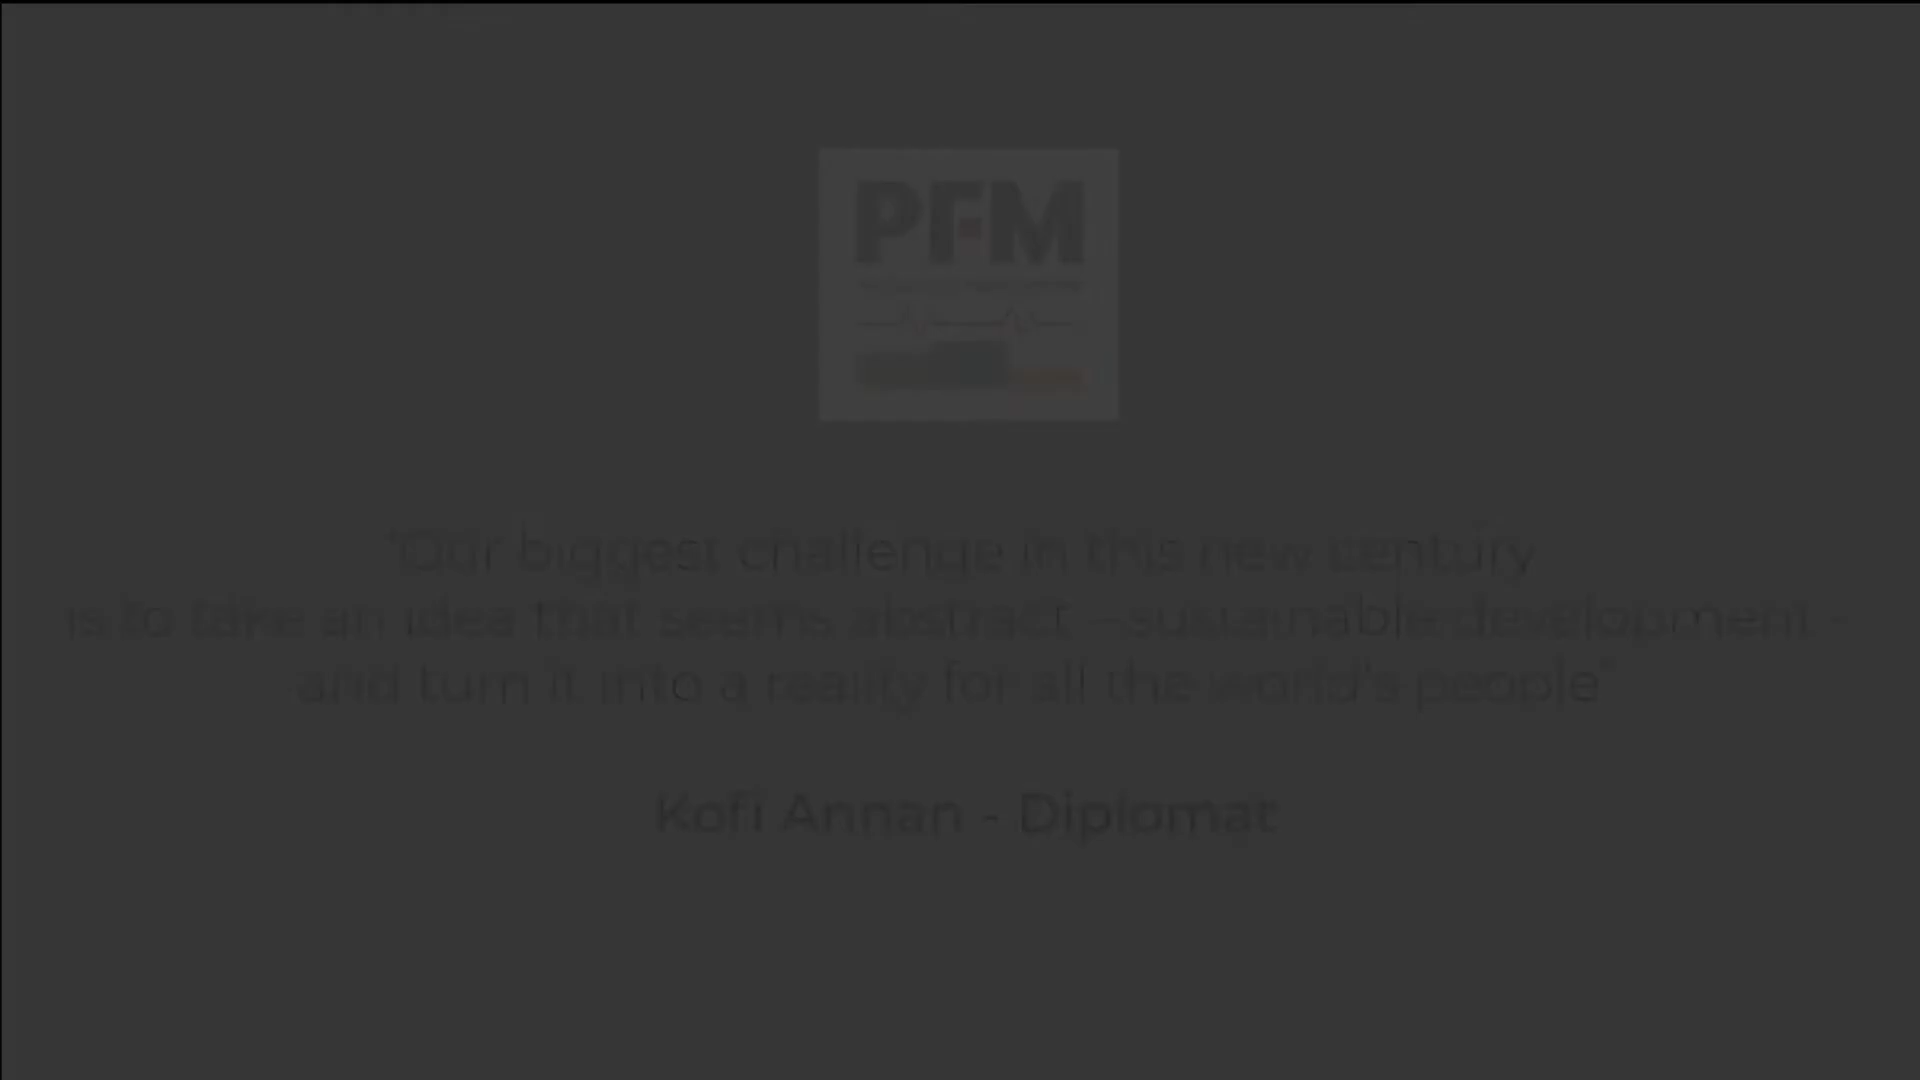 PFM
"Our biggest challenge in this new century
is to take an idea that seems abstract – sustainable development -
and turn it into a reality for all the world's people"
Kofi Annan - Diplomat